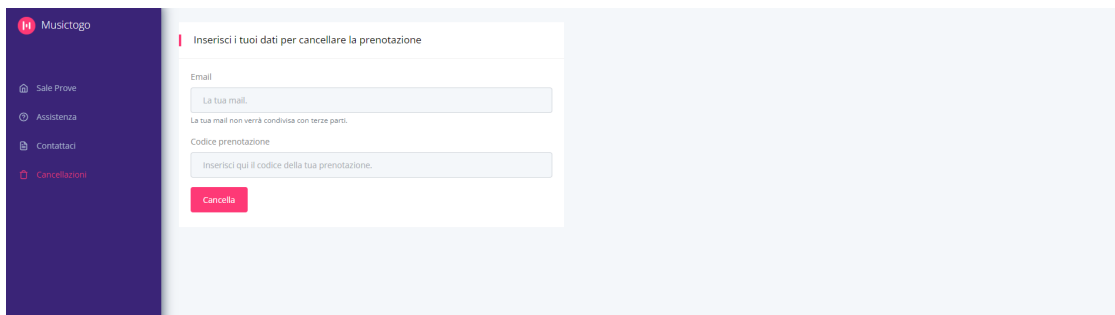 Musictogo
Sale Prove
Assistenza
Contattaci
Cancellazioni
Inserisci i tuoi dati per cancellare la prenotazione
Email
La tua mail.
La tua mail non verrà condivisa con terze parti.
Codice prenotazione
Inserisci qui il codice della tua prenotazione.
Cancella